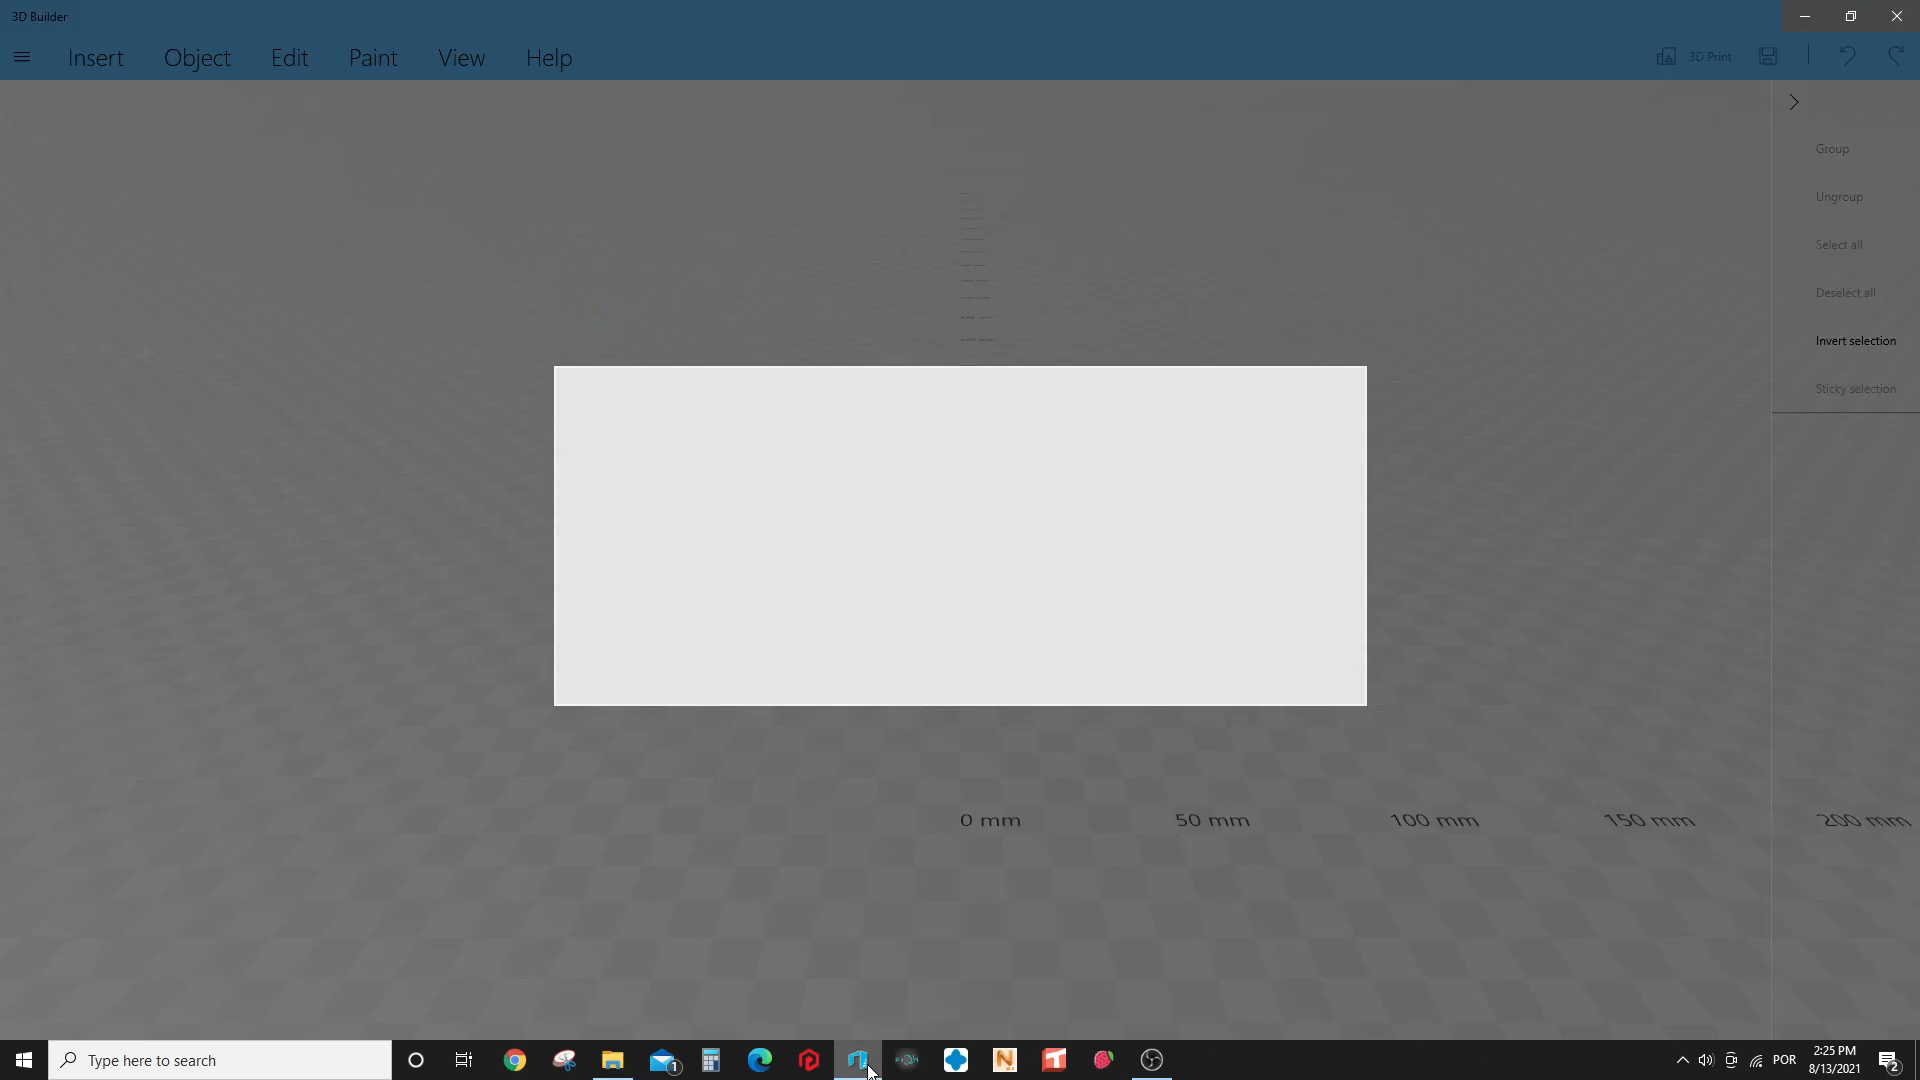 3D Builder
Insert Object Edit Paint View Help
3D Print
Group
Ungroup
Select all
Deselect all
Invert selection
Sticky selection
0 mm 50 mm 100 mm 150 mm 200 mm
Type here to search
1
POR
2:25 PM
8/13/2021
2